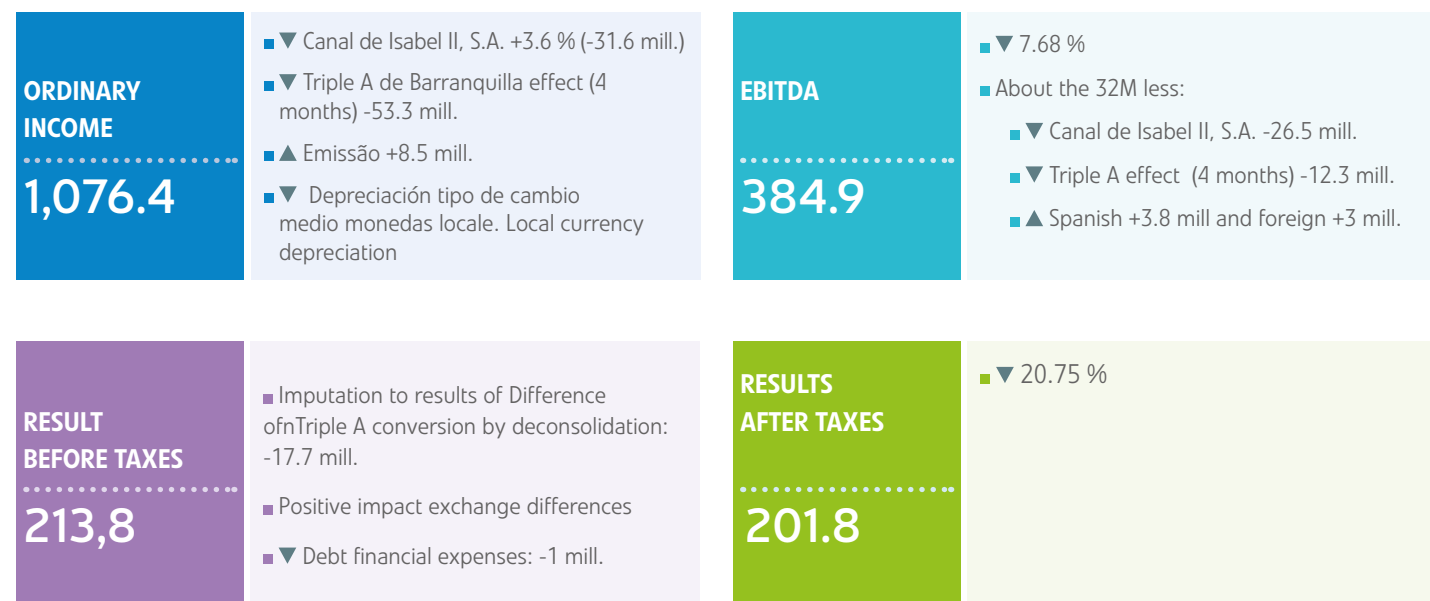 ORDINARY
INCOME
1,076.4
▼ Canal de Isabel II, S.A. +3.6 % (-31.6 mill.)
▼ Triple A de Barranquilla effect (4
months) -53.3 mill.
▲ Emissão +8.5 mill.
▼ Depreciación tipo de cambio
medio monedas locale. Local currency
depreciation
EBITDA
384.9
▼ 7.68 %
About the 32M less:
▼ Canal de Isabel II, S.A. -26.5 mill.
▼ Triple A effect (4 months) -12.3 mill.
▲ Spanish +3.8 mill and foreign +3 mill.
RESULT
BEFORE TAXES
213,8
Imputation to results of Difference
ofnTriple A conversion by deconsolidation:
-17.7 mill.
Positive impact exchange differences
▼ Debt financial expenses: -1 mill.
RESULTS
AFTER TAXES
201.8
▼ 20.75 %